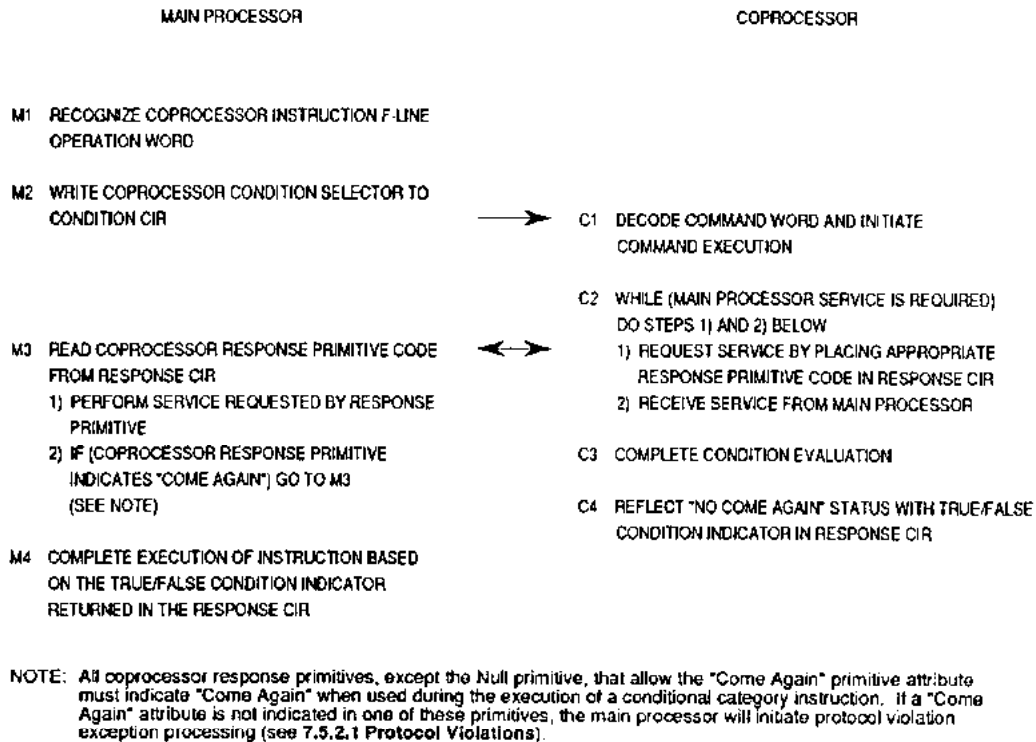 MAIN PROCESSOR
COPROCESSOR
M1 RECOGNIZE COPROCESSOR INSTRUCTION F-LINE
OPERATION WORD
M2 WRITE COPROCESSOR CONDITION SELECTOR TO
CONDITION CIR
C1 DECODE COMMAND WORD AND INITIATE
COMMAND EXECUTION
C2 WHILE (MAIN PROCESSOR SERVICE IS REQUIRED)
DO STEPS 1) AND 2) BELOW
1) REQUEST SERVICE BY PLACING APPROPRIATE
RESPONSE PRIMITIVE CODE IN RESPONSE CIR
2) RECEIVE SERVICE FROM MAIN PROCESSOR
M3 READ COPROCESSOR RESPONSE PRIMITIVE CODE
FROM RESPONSE CIR
1) PERFORM SERVICE REQUESTED BY RESPONSE
PRIMITIVE
2) IF (COPROCESSOR RESPONSE PRIMITIVE
INDICATES "COME AGAIN") GO TO M3
(SEE NOTE)
C3 COMPLETE CONDITION EVALUATION
C4 REFLECT "NO COME AGAIN" STATUS WITH TRUE/FALSE
CONDITION INDICATOR IN RESPONSE CIR
M4 COMPLETE EXECUTION OF INSTRUCTION BASED
ON THE TRUE/FALSE CONDITION INDICATOR
RETURNED IN THE RESPONSE CIR
NOTE: All coprocessor response primitives, except the Null primitive, that allow the "Come Again" primitive attribute
must indicate "Come Again" when used during the execution of a conditional category instruction. If a "Come
Again" attribute is not indicated in one of these primitives, the main processor will initiate protocol violation
exception processing (see 7.5.2.1 Protocol Violations).